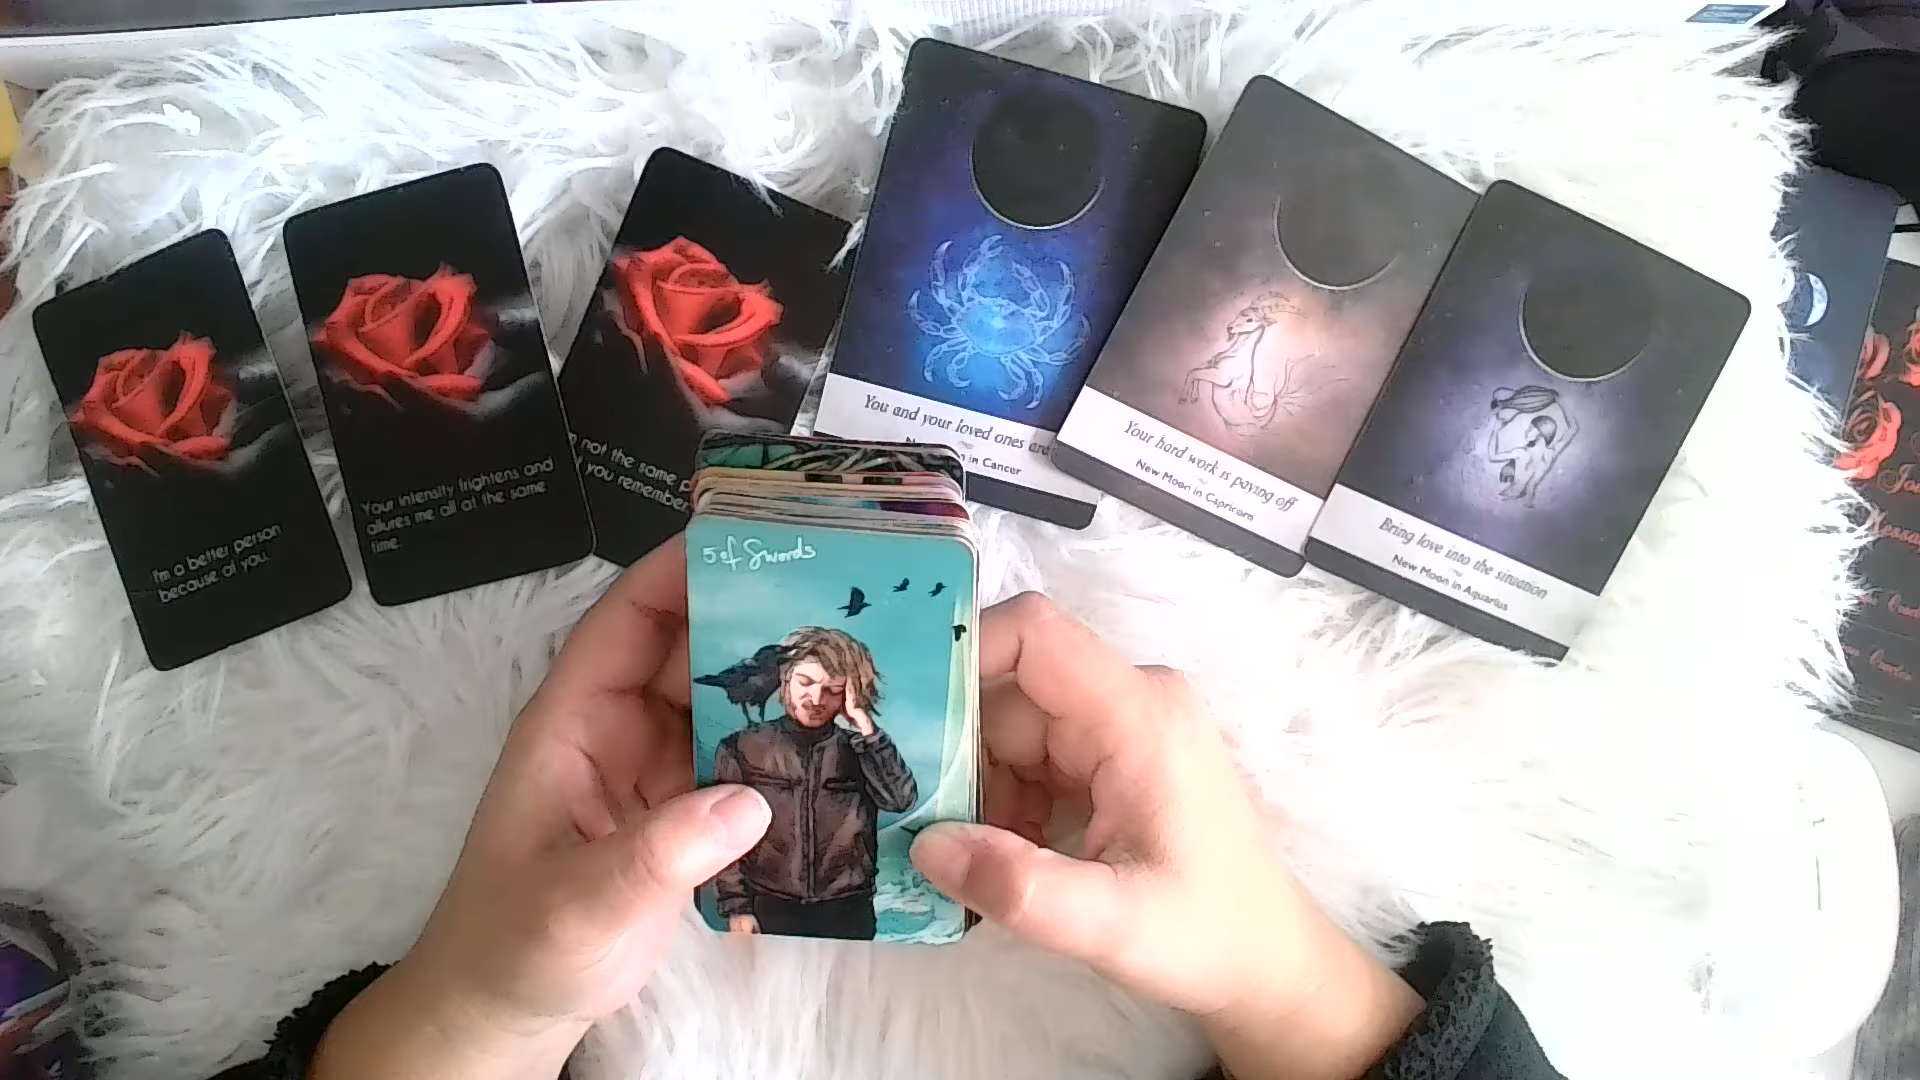 I'm a better person
because of you.
Your intensity frightens and
allures me all at the same
time.
not the same
you remember
You and your loved ones are
in Cancer
Your hard work is paying off
New Moon in Capricorn
Bring love into the situation
New Moon in Aquarius
5 of Swords